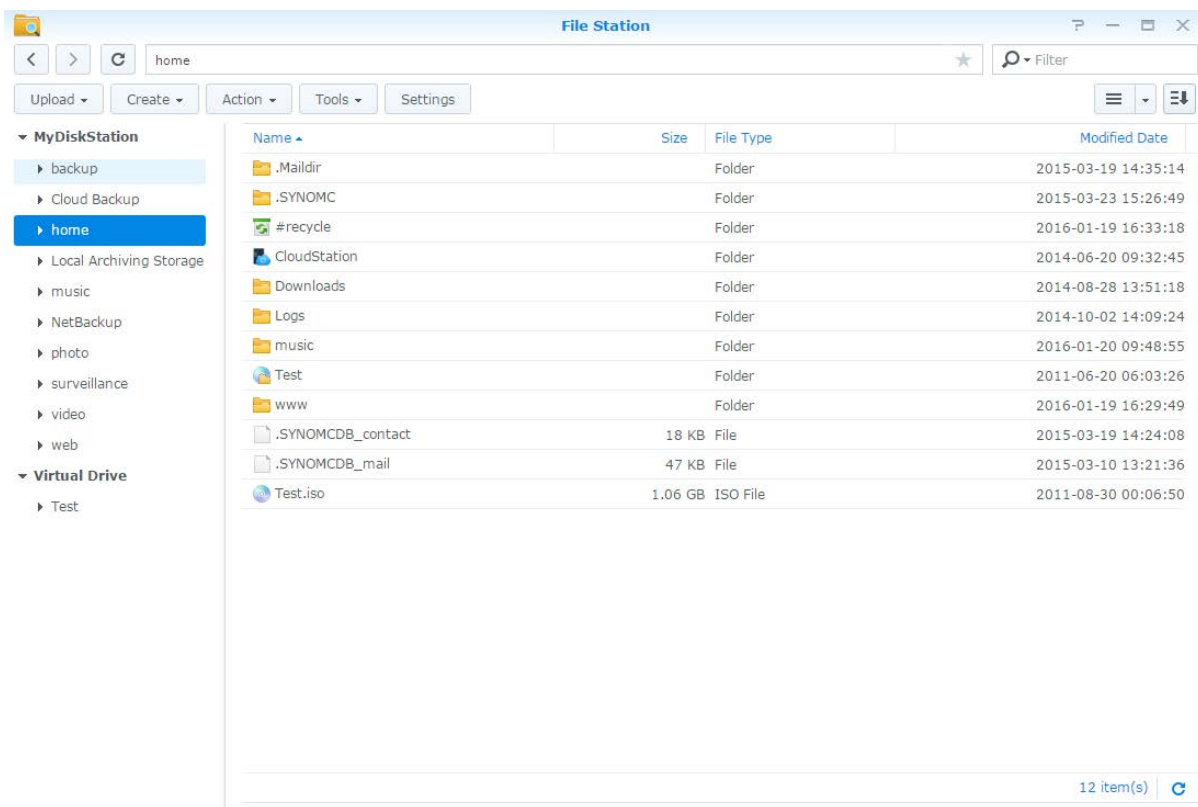 File Station
home
Filter
Upload Create Action Tools Settings
MyDiskStation
backup
Cloud Backup
home
Local Archiving Storage
music
NetBackup
photo
surveillance
video
web
Virtual Drive
Test
Name Size File Type Modified Date
.Maildir Folder 2015-03-19 14:35:14
.SYNOMC Folder 2015-03-23 15:26:49
#recycle Folder 2016-01-19 16:33:18
CloudStation Folder 2014-06-20 09:32:45
Downloads Folder 2014-08-28 13:51:18
Logs Folder 2014-10-02 14:09:24
music Folder 2016-01-20 09:48:55
Test Folder 2011-06-20 06:03:26
www Folder 2016-01-19 16:29:49
.SYNOMCDB_contact 18 KB File 2015-03-19 14:24:08
.SYNOMCDB_mail 47 KB File 2015-03-10 13:21:36
Test.iso 1.06 GB ISO File 2011-08-30 00:06:50
12 item(s)